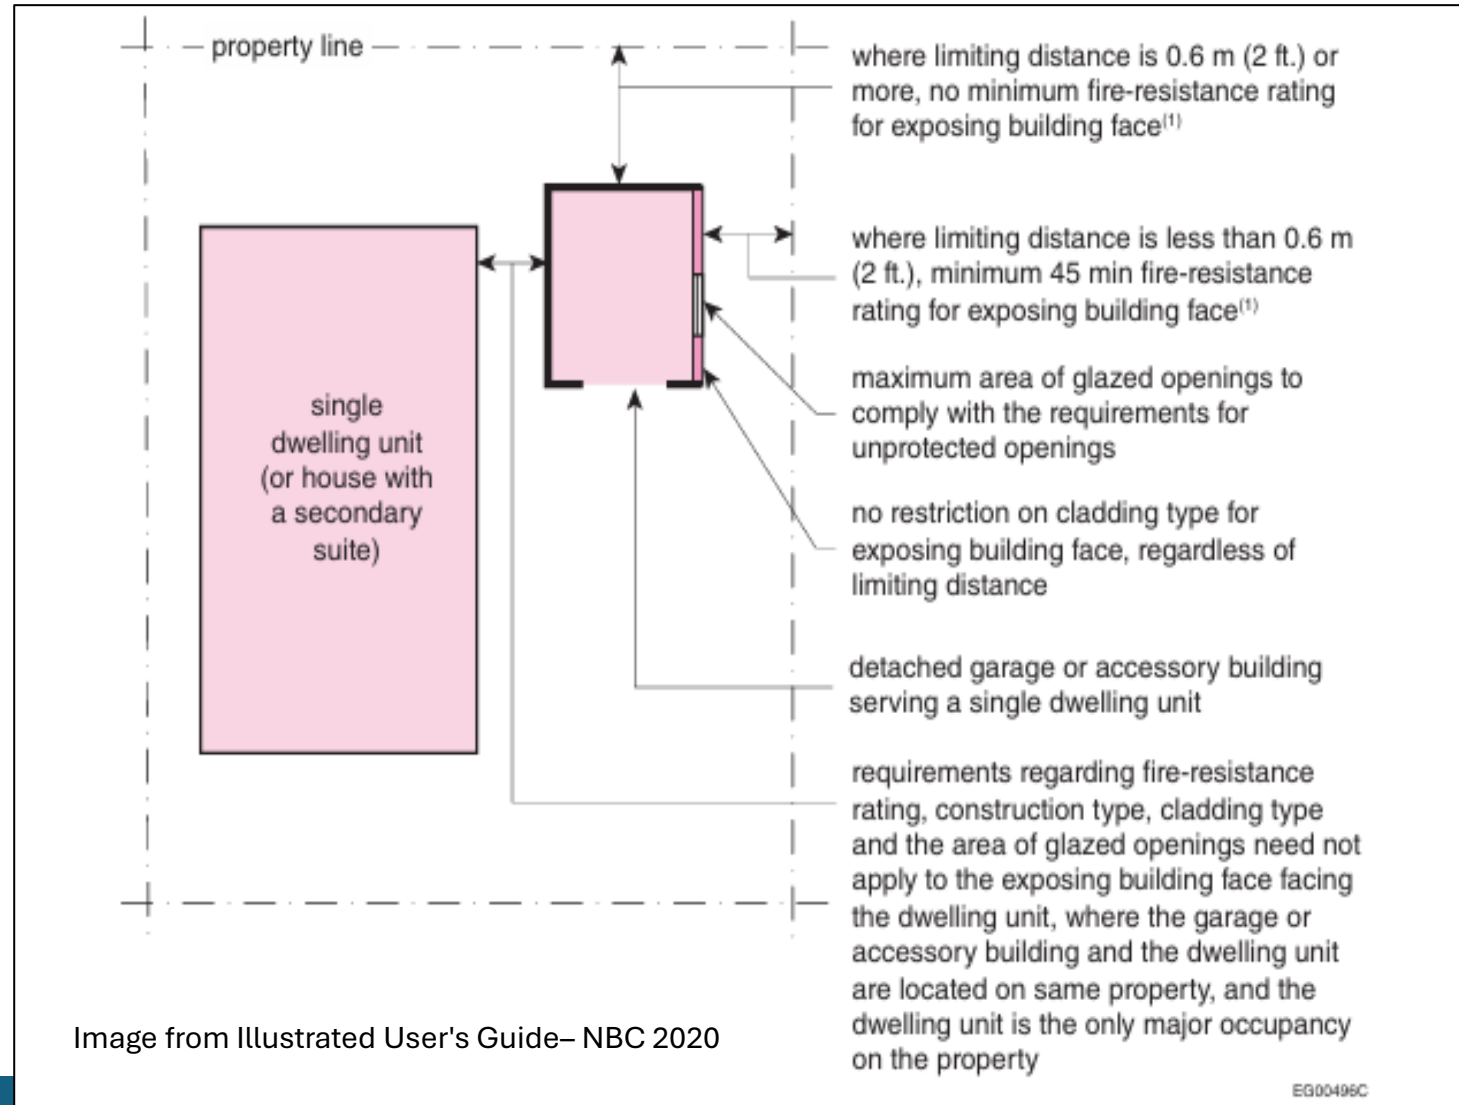 property line
where limiting distance is 0.6 m (2 ft.) or
more, no minimum fire-resistance rating
for exposing building face(1)
where limiting distance is less than 0.6 m
(2 ft.), minimum 45 min fire-resistance
rating for exposing building face(1)
maximum area of glazed openings to
comply with the requirements for
unprotected openings
single
dwelling unit
(or house with
a secondary
suite)
no restriction on cladding type for
exposing building face, regardless of
limiting distance
detached garage or accessory building
serving a single dwelling unit
requirements regarding fire-resistance
rating, construction type, cladding type
and the area of glazed openings need not
apply to the exposing building face facing
the dwelling unit, where the garage or
accessory building and the dwelling unit
are located on same property, and the
dwelling unit is the only major occupancy
on the property
Image from Illustrated User's Guide– NBC 2020
EG00496C